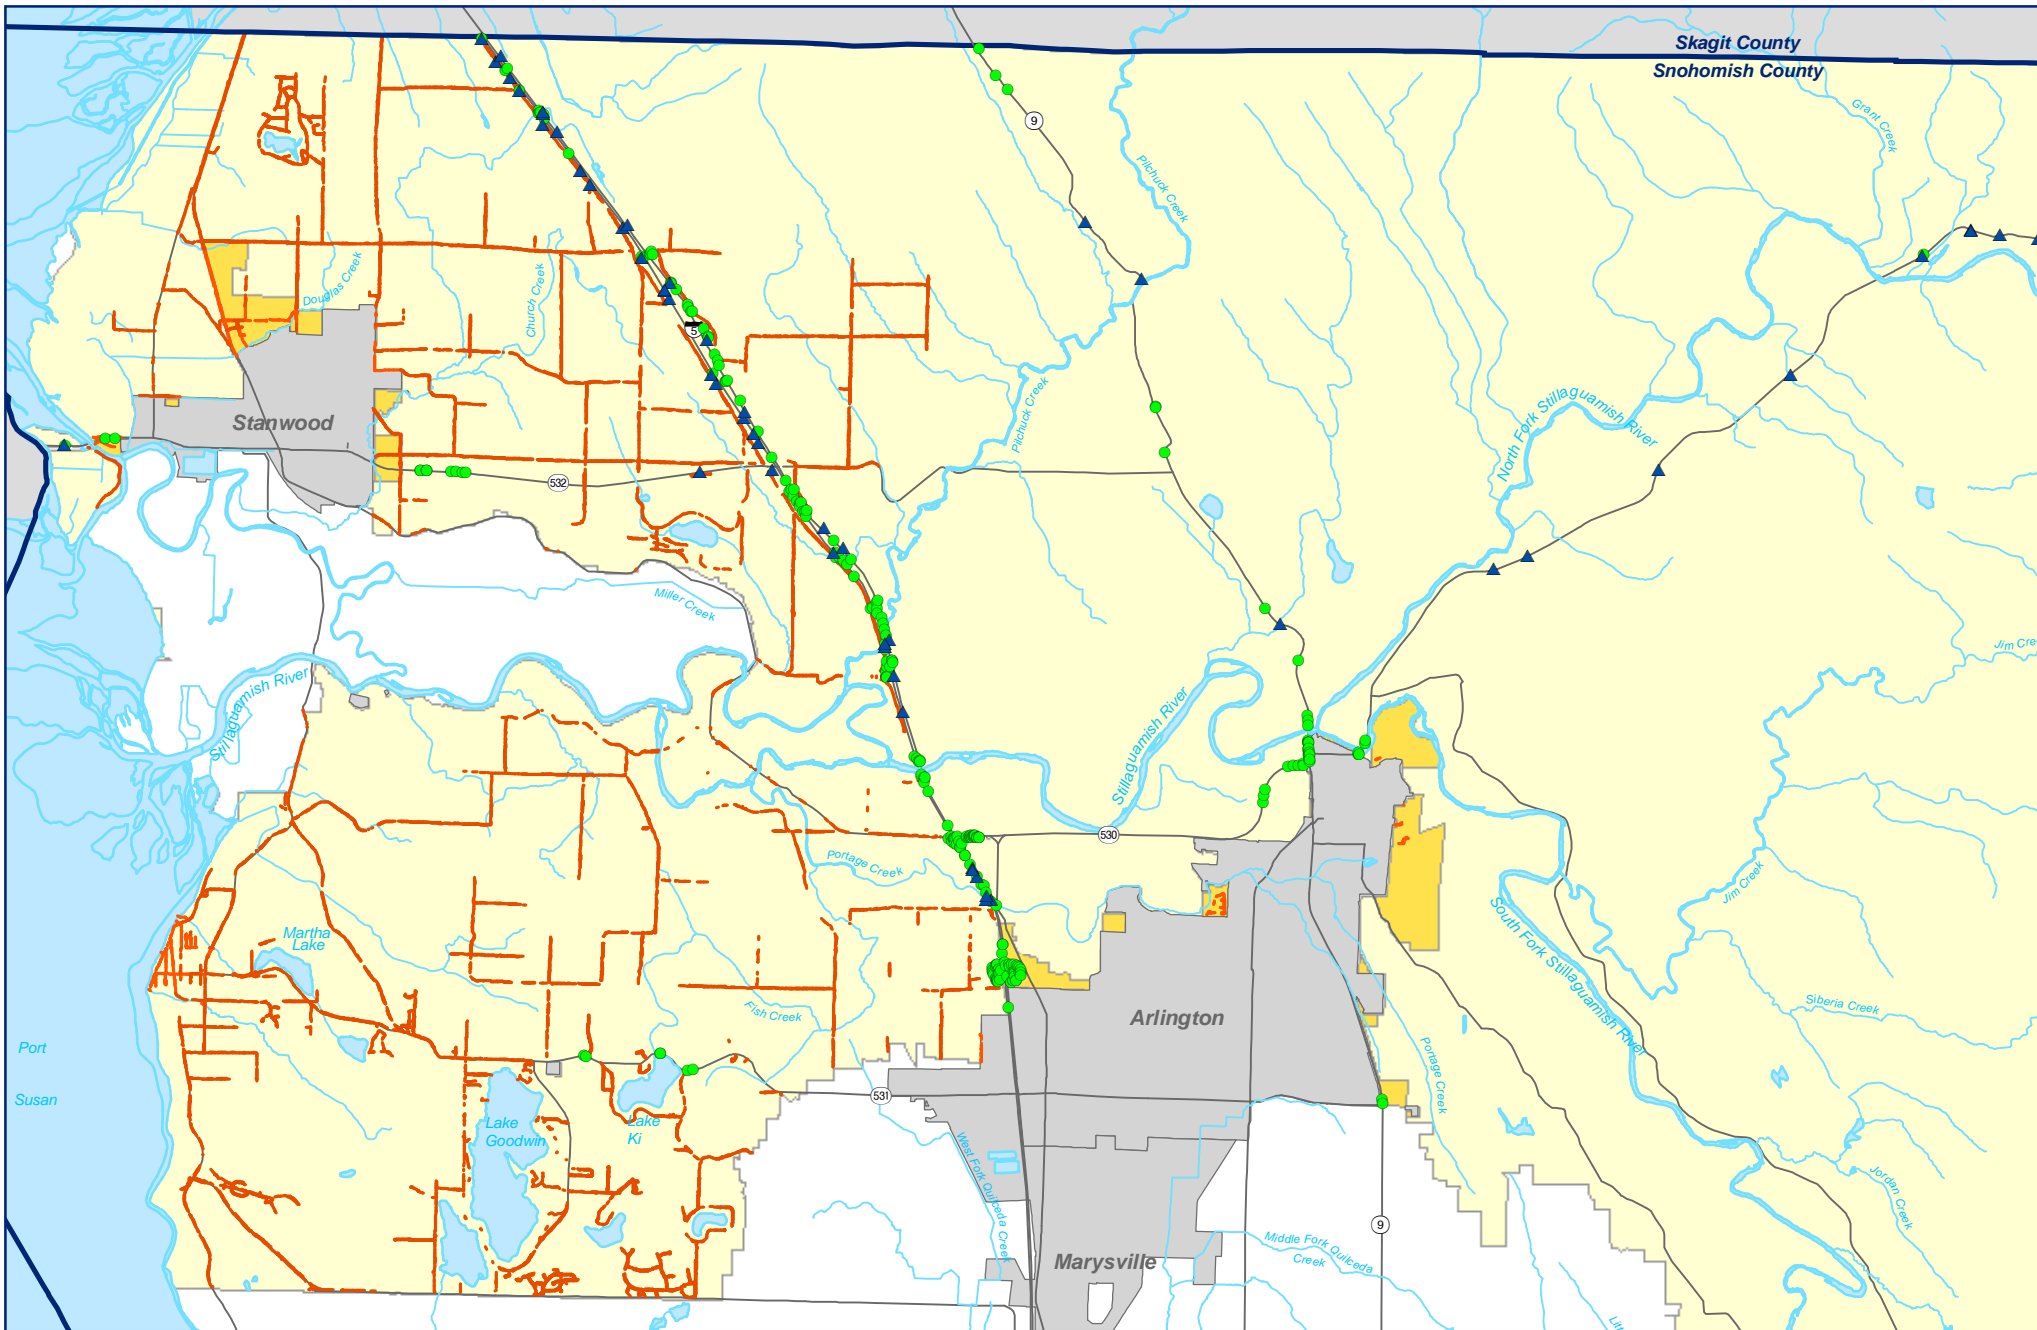 Skagit County
Snohomish County
9
Grant Creek
Pilchuck Creek
Douglas Creek
Church Creek
5
Stanwood
Pilchuck Creek
North Fork Stillaguamish River
532
Miller Creek
Jim Cre
Stillaguamish River
Stillaguamish River
530
Portage Creek
Jim Creek
South Fork Stillaguamish River
Martha
Lake
Fish Creek
Siberia Creek
Arlington
Port
Susan
Portage Creek
531
Lake
Goodwin
Lake
Ki
West Fork Quilceda Creek
Jordan Creek
9
Middle Fork Quilceda
Creek
Marysville